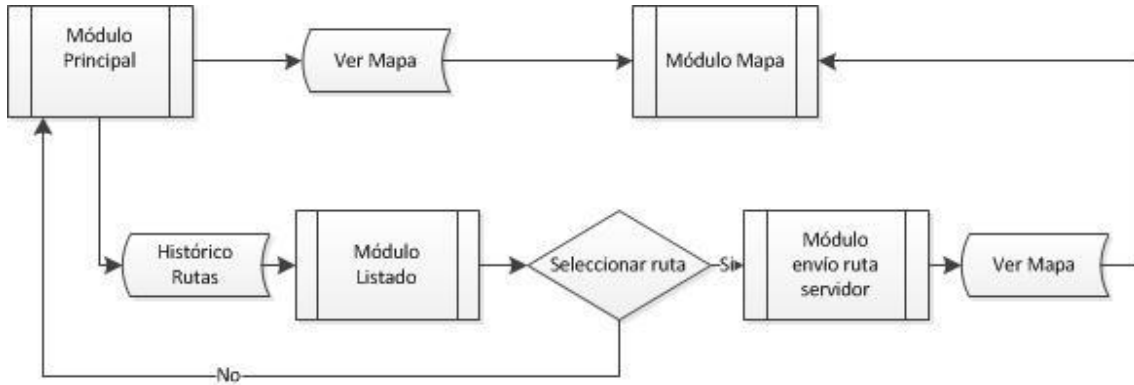 Módulo
Principal
Ver Mapa
Módulo Mapa
Histórico
Rutas
Módulo
Listado
Seleccionar ruta
Si
Módulo
envío ruta
servidor
Ver Mapa
No